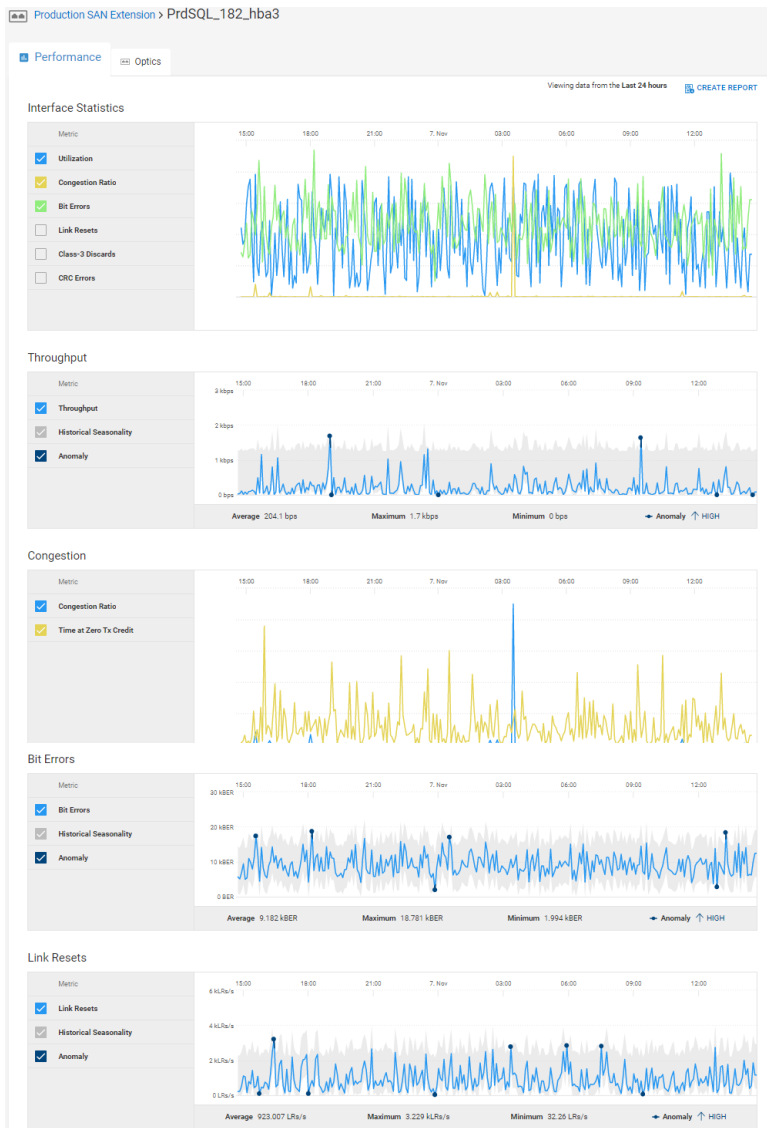 Production SAN Extension > PrdSQL_182_hba3
Performance
Optics
Viewing data from the Last 24 hours
CREATE REPORT
Interface Statistics
Metric
Utilization
Congestion Ratio
Bit Errors
Link Resets
Class-3 Discards
CRC Errors
15:00 18:00 21:00 7. Nov 03:00 06:00 09:00 12:00
Throughput
Metric
Throughput
Historical Seasonality
Anomaly
15:00 18:00 21:00 7. Nov 03:00 06:00 09:00 12:00
3 kbps
2 kbps
1 kbps
0 bps
Average 204.1 bps Maximum 1.7 kbps Minimum 0 bps Anomaly ↑ HIGH
Congestion
Metric
Congestion Ratio
Time at Zero Tx Credit
15:00 18:00 21:00 7. Nov 03:00 06:00 09:00 12:00
Bit Errors
Metric
Bit Errors
Historical Seasonality
Anomaly
15:00 18:00 21:00 7. Nov 03:00 06:00 09:00 12:00
30 kBER
20 kBER
10 kBER
0 BER
Average 9.182 kBER Maximum 18.781 kBER Minimum 1.994 kBER Anomaly ↑ HIGH
Link Resets
Metric
Link Resets
Historical Seasonality
Anomaly
15:00 18:00 21:00 7. Nov 03:00 06:00 09:00 12:00
6 kLRs/s
4 kLRs/s
2 kLRs/s
0 LRs/s
Average 923.007 LRs/s Maximum 3.229 kLRs/s Minimum 32.26 LRs/s Anomaly ↑ HIGH